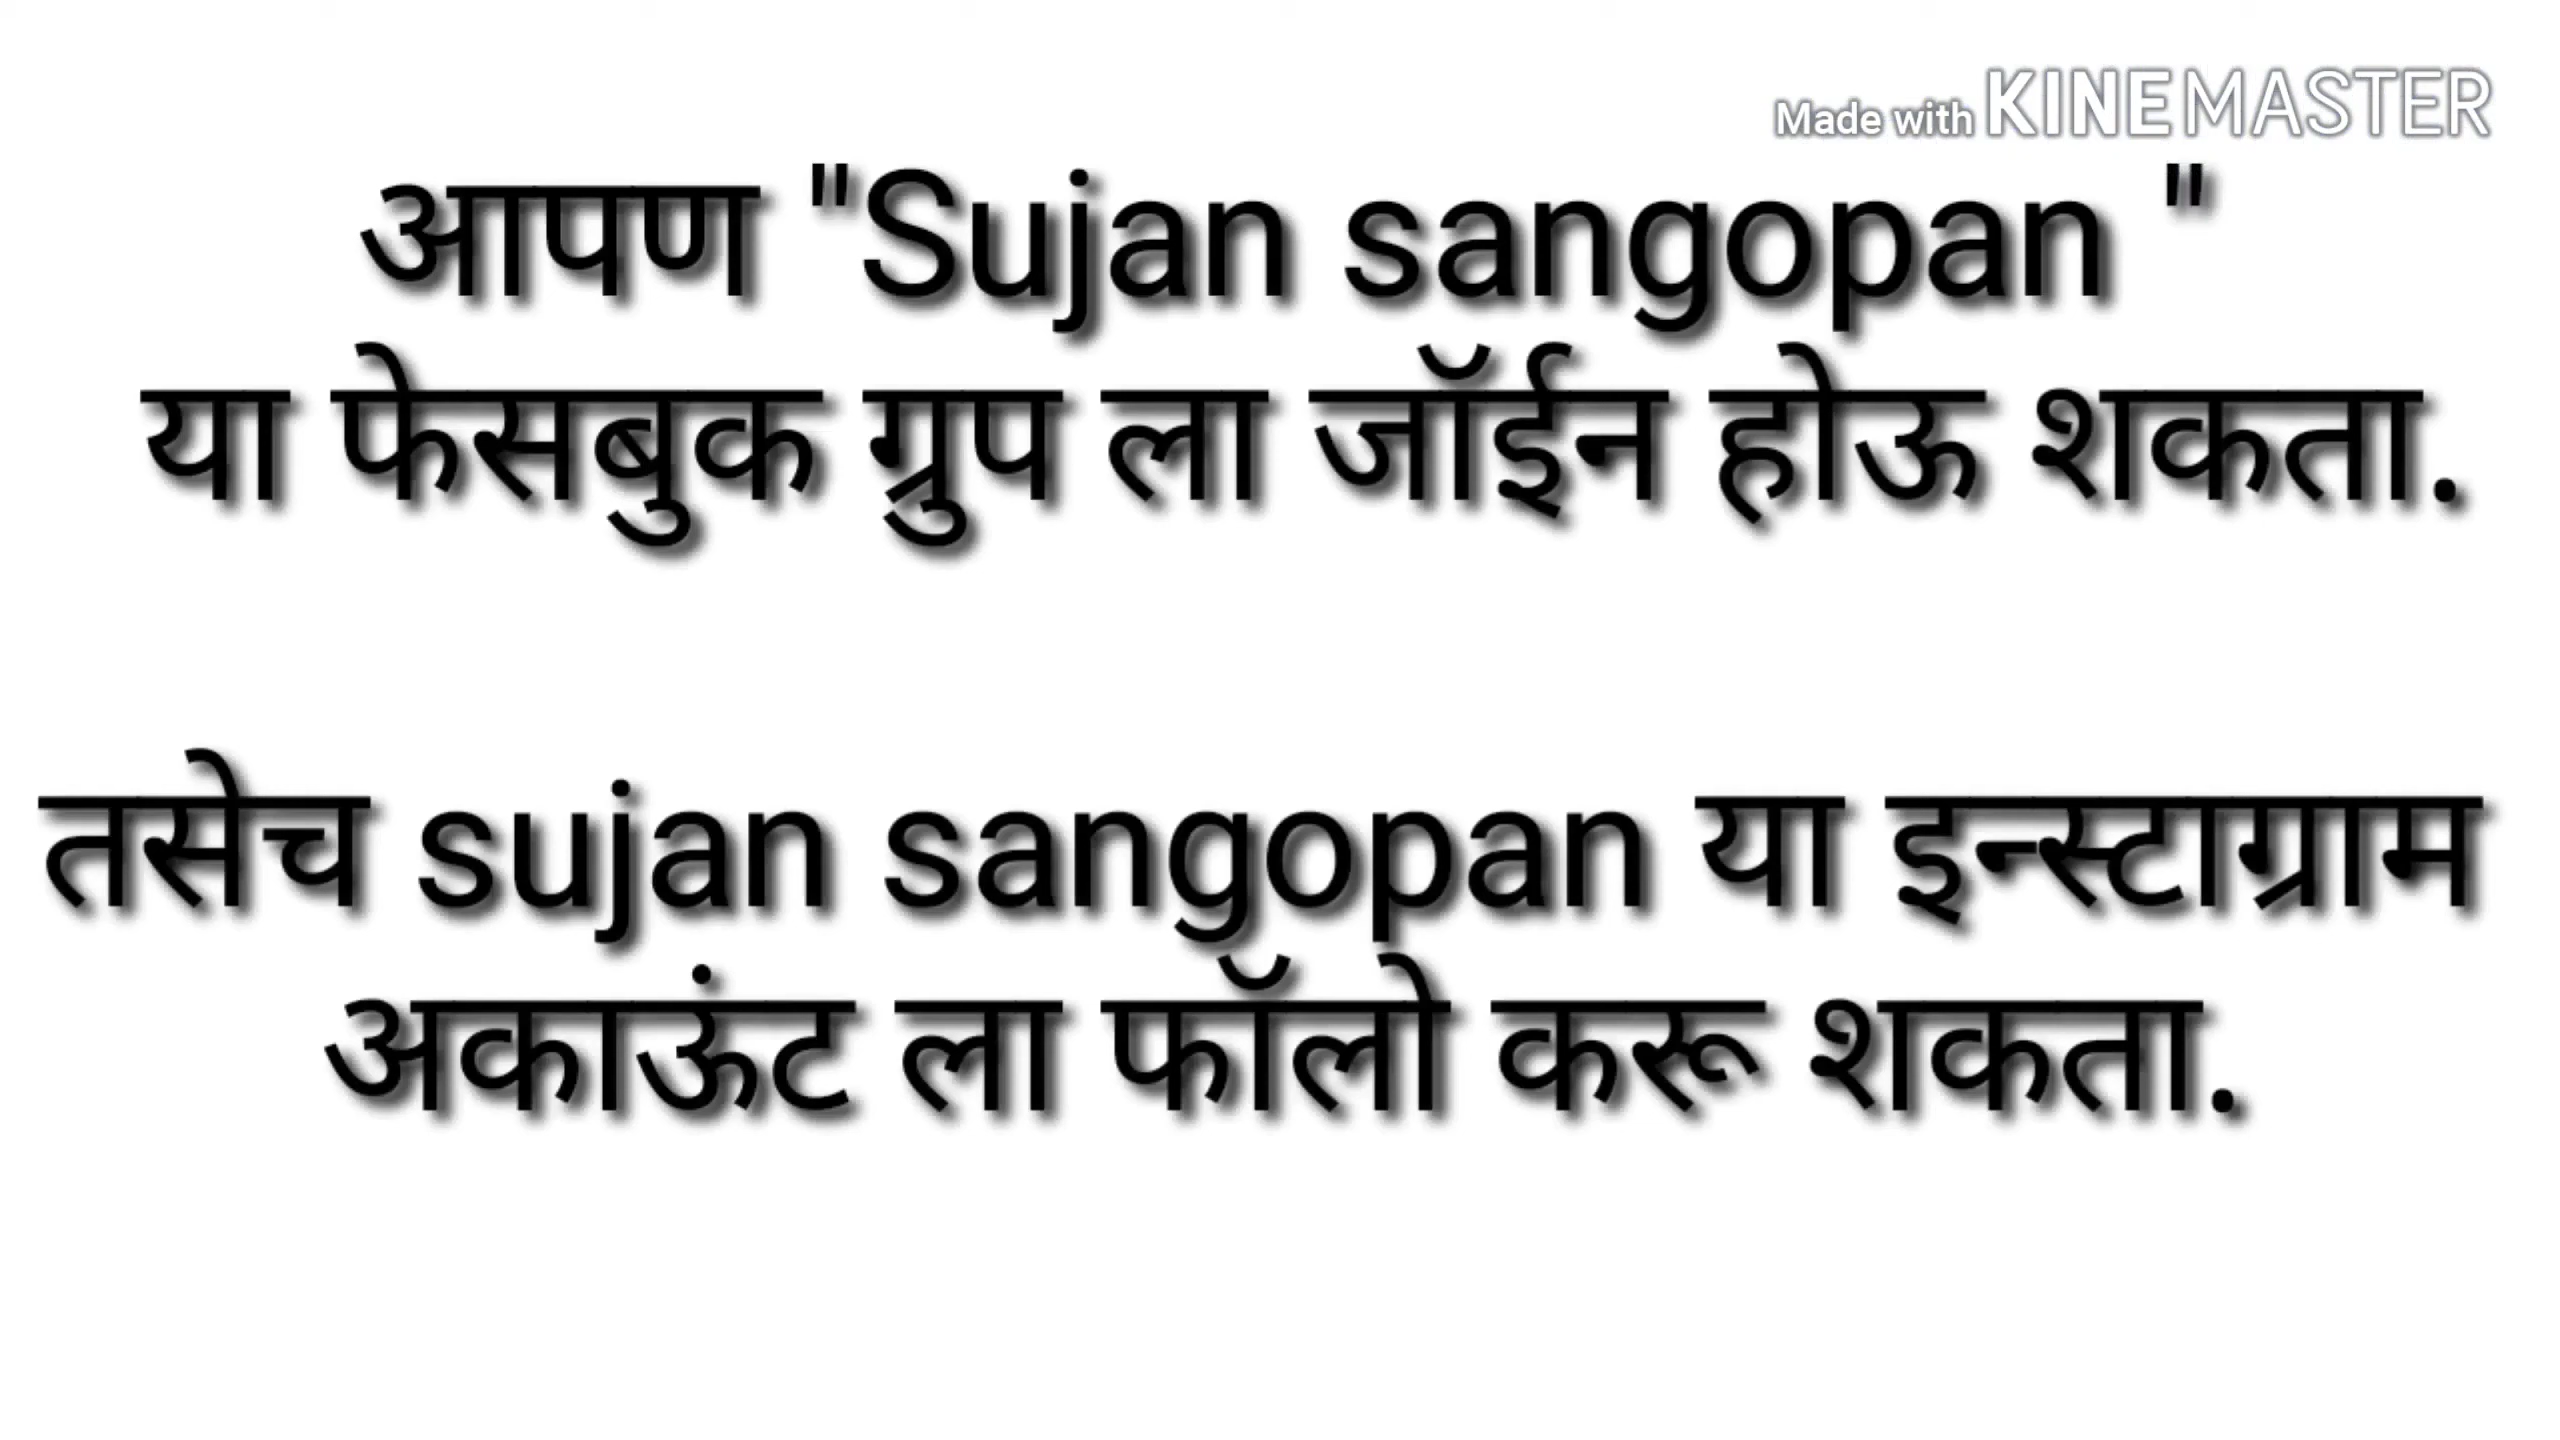 Made with KINEMASTER
आपण "Sujan sangopan "
या फेसबुक ग्रुप ला जॉईन होऊ शकता.
तसेच sujan sangopan या इन्स्टाग्राम
अकाऊंट ला फॉलो करू शकता.